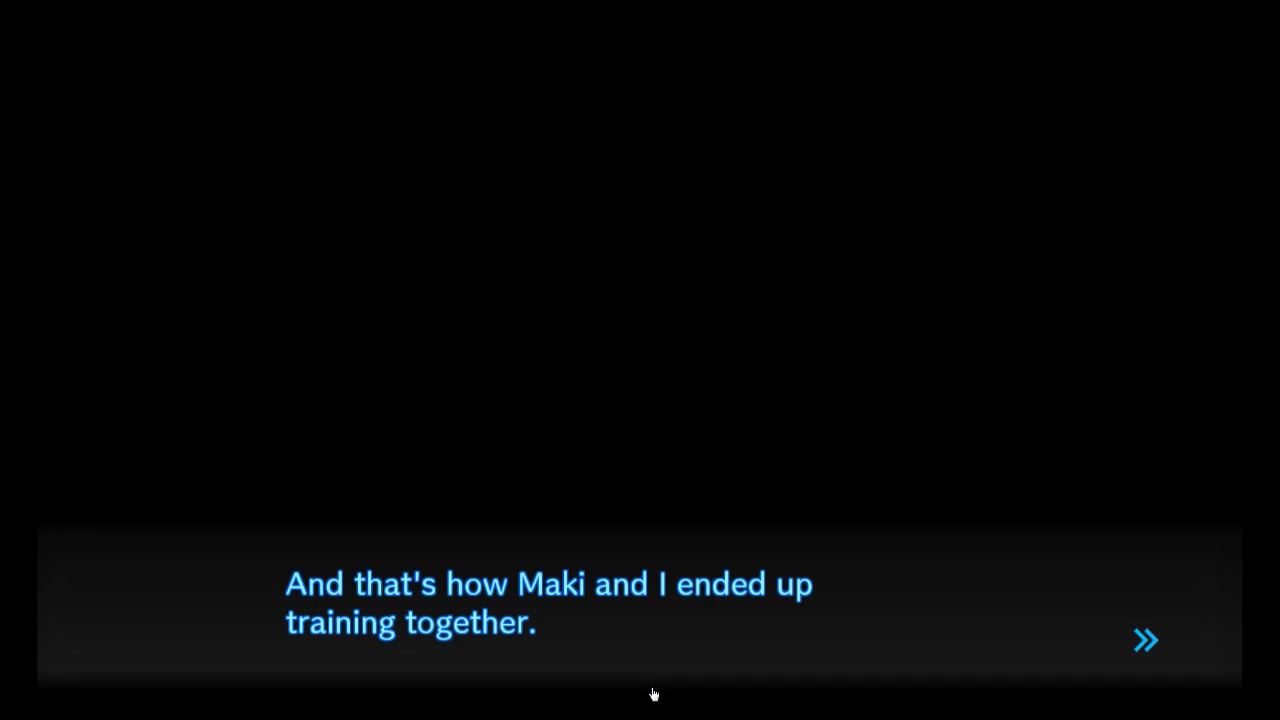 And that's how Maki and I ended up
training together.